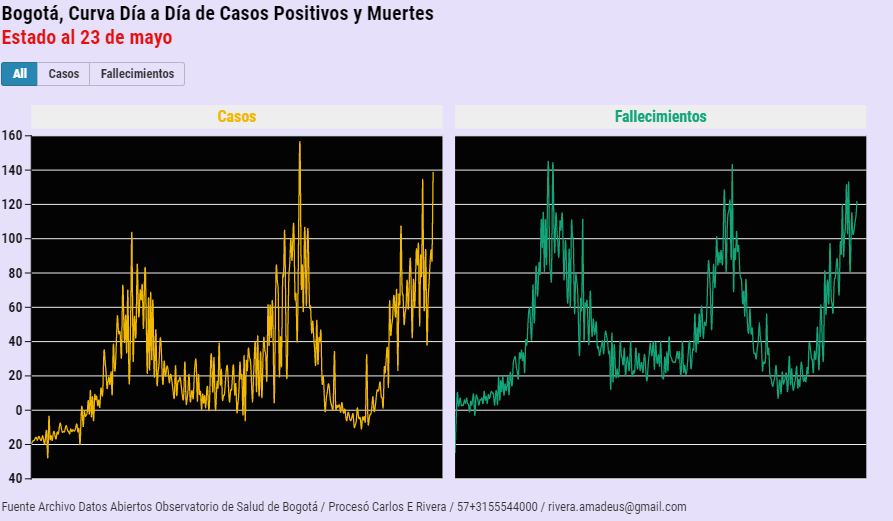 Bogotá, Curva Día a Día de Casos Positivos y Muertes
Estado al 23 de mayo
All Casos Fallecimientos
Casos Fallecimientos
160
140
120
100
80
60
40
20
0
20
40
Fuente Archivo Datos Abiertos Observatorio de Salud de Bogotá / Procesó Carlos E Rivera / 57+3155544000 / rivera.amadeus@gmail.com